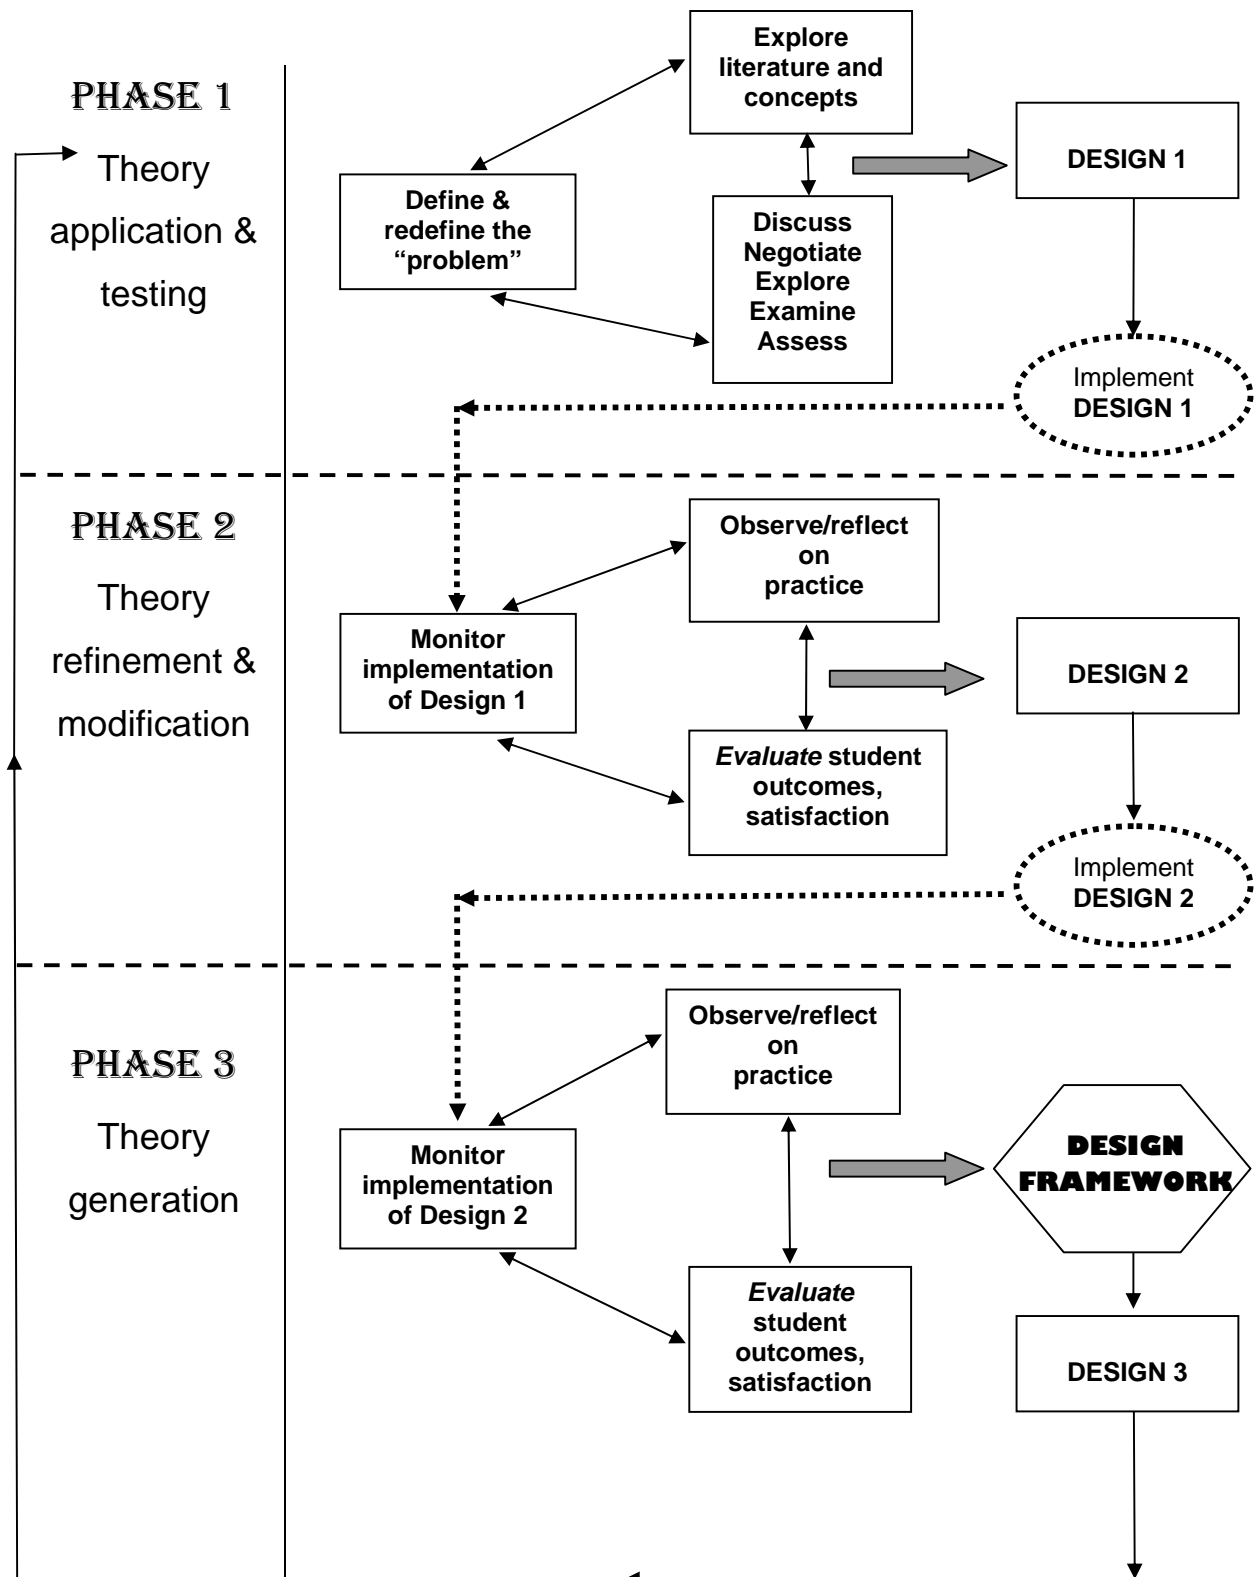 PHASE 1
Theory
application &
testing
Explore
literature and
concepts
Define &
redefine the
“problem”
Discuss
Negotiate
Explore
Examine
Assess
DESIGN 1
Implement
DESIGN 1
PHASE 2
Theory
refinement &
modification
Observe/reflect
on
practice
Monitor
implementation
of Design 1
Evaluate student
outcomes,
satisfaction
DESIGN 2
Implement
DESIGN 2
PHASE 3
Theory
generation
Observe/reflect
on
practice
Monitor
implementation
of Design 2
Evaluate
student
outcomes,
satisfaction
DESIGN
FRAMEWORK
DESIGN 3